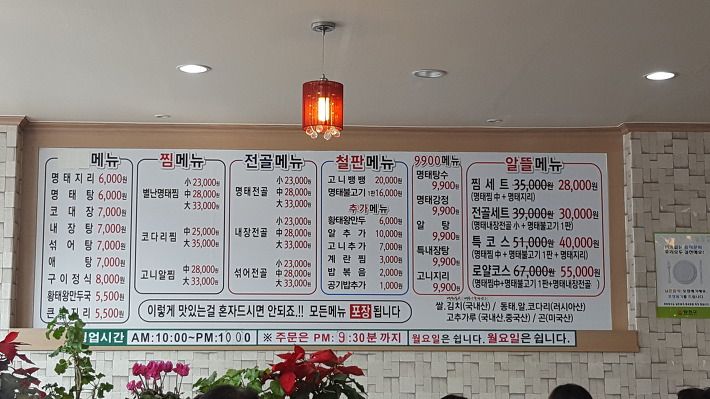 메뉴
명태지리 6,000원
명태탕 7,000원
코대장 7,000원
내장탕 7,000원
섞어탕 7,000원
애탕 7,000원
구이정식 8,000원
황태왕만두국 5,500원
큰 지리 5,500원
찜메뉴
별난명태찜
小 23,000원
中 28,000원
大 33,000원
코다리찜
中 25,000원
大 35,000원
고니알찜
中 28,000원
大 33,000원
전골메뉴
명태전골
小 23,000원
中 28,000원
大 33,000원
내장전골
小 23,000원
中 28,000원
大 33,000원
섞어전골
小 23,000원
中 28,000원
大 33,000원
철판메뉴
고니뺑뺑 20,000원
명태불고기 1판 16,000원
추가메뉴
황태왕만두 6,000원
알추가 10,000원
고니추가 7,000원
계란찜 3,000원
밥볶음 2,000원
공기밥추가 1,000원
9,900메뉴
명태탕수
9,900원
명태강정
9,900원
알탕
9,900원
특내장탕
9,900원
고니지리
9,900원
알뜰메뉴
찜세트 35,000원 28,000원
(명태찜 中 + 명태지리)
전골세트 39,000원 30,000원
(명태내장전골 小 + 명태불고기 1판)
특코스 51,000원 40,000원
(명태찜 中+명태불고기1판+명태지리)
로얄코스 67,000원 55,000원
(명태찜 中+명태불고기1판+명태내장전골)
이렇게 맛있는걸 혼자드시면 안되죠.!! 모든메뉴 포장됩니다
쌀,김치(국내산) / 동태.알.코다리(러시아산)
고추가루 (국내산.중국산) / 곤(미국산)
업시간 AM:10:00~PM:10:00 ※ 주문은 PM: 9:30분까지 월요일은 쉽니다. 월요일은 쉽니다.